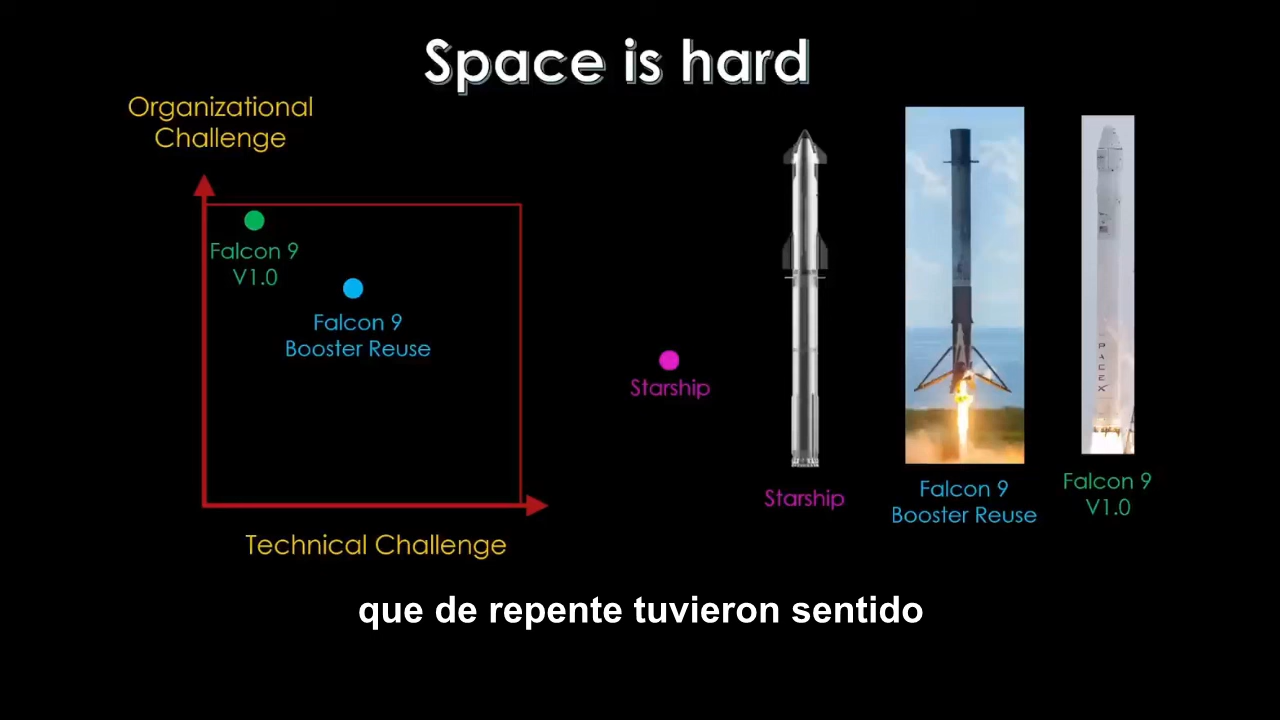 Space is hard
Organizational
Challenge
Falcon 9
V1.0
Falcon 9
Booster Reuse
Starship
Technical Challenge
Starship
Falcon 9
Booster Reuse
SPACEX
Falcon 9
V1.0
que de repente tuvieron sentido